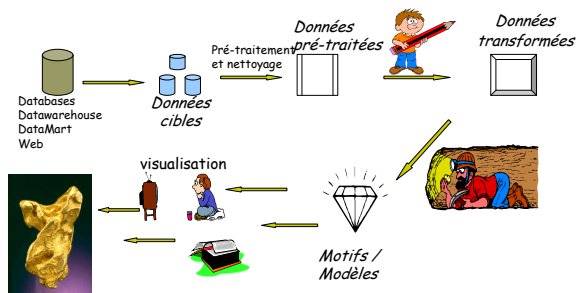 Databases
Datawarehouse
DataMart
Web
Données
cibles
Pré-traitement
et nettoyage
Données
pré-traitées
Données
transformées
visualisation
Motifs /
Modèles